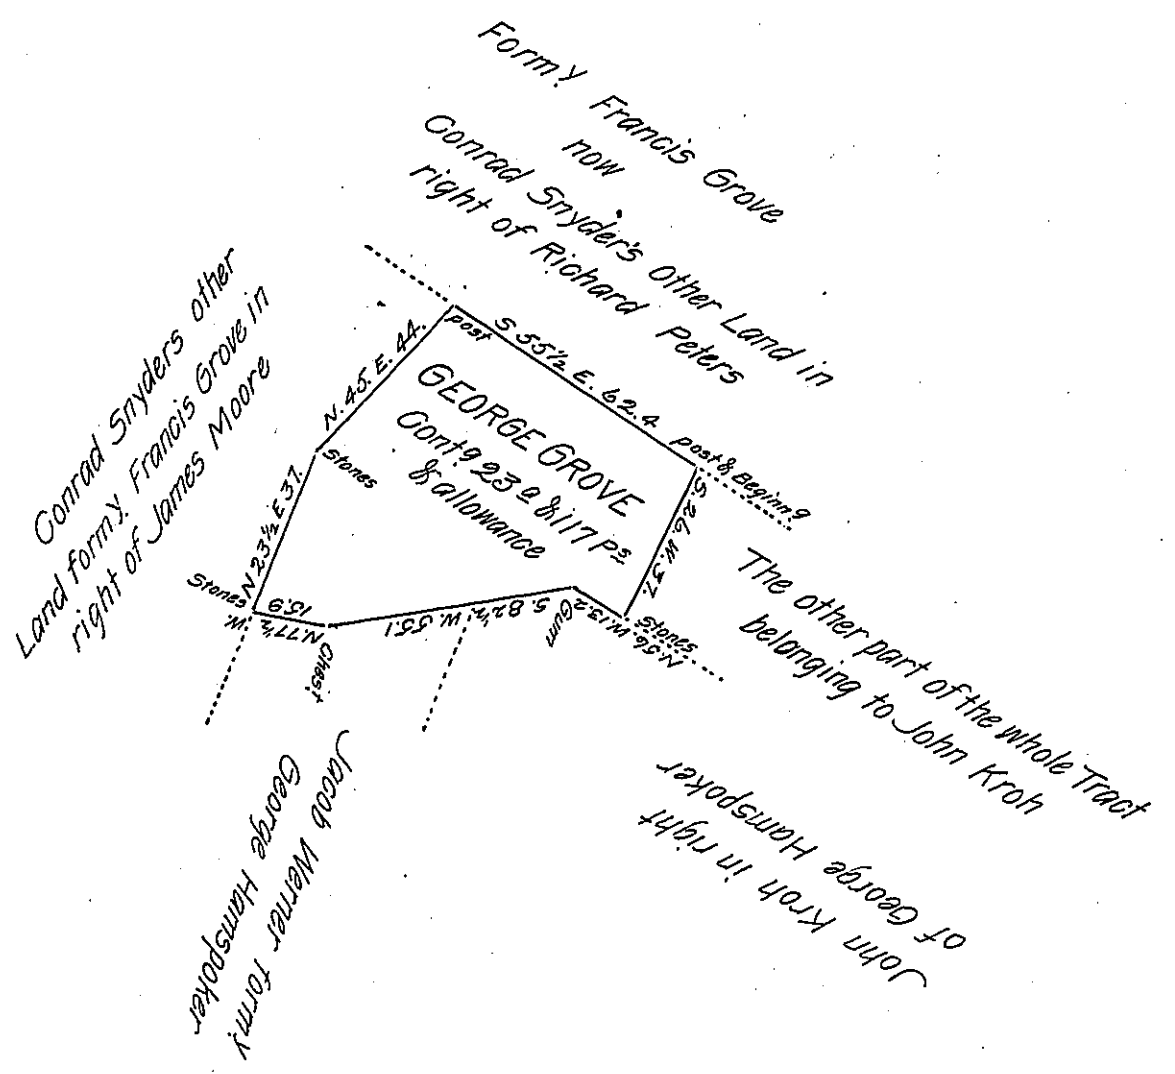 Formy Francis Grove
now
Conrad Snyder's Other Land in
right of Richard Peters
Conrad Snyders other
Land formy. Francis Grove in
right of James Moore
N. 45. E. 44.
post
S 55½ E. 62.4
post & Beginng
GEORGE GROVE
Contg 23a & 117 Ps
& allowance
Stones
N 23½ E 37.
S. 26. W. 37.
Stones
N. 77½ W.
15.9
Chest
S. 82½. W. 55.1
Gum
N. 56. W. 13.2
Stones
The other part of the whole Tract
belonging to John Kroh
John Kroh in right
of George Hamspoker
Jacob Werner formy
George Hamspoker